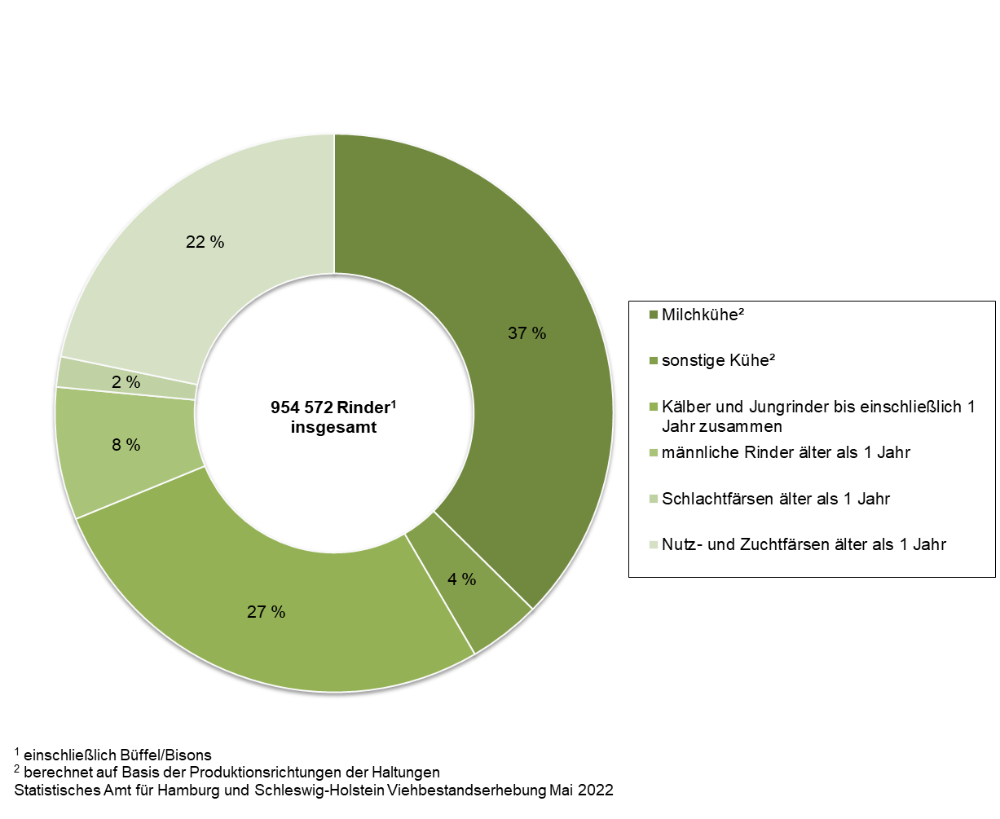 22 %
37 %
2 %
8 %
954 572 Rinder¹
insgesamt
4 %
27 %
Milchkühe²
sonstige Kühe²
Kälber und Jungrinder bis einschließlich 1
Jahr zusammen
männliche Rinder älter als 1 Jahr
Schlachtfärsen älter als 1 Jahr
Nutz- und Zuchtfärsen älter als 1 Jahr
¹ einschließlich Büffel/Bisons
² berechnet auf Basis der Produktionsrichtungen der Haltungen
Statistisches Amt für Hamburg und Schleswig-Holstein Viehbestandserhebung Mai 2022